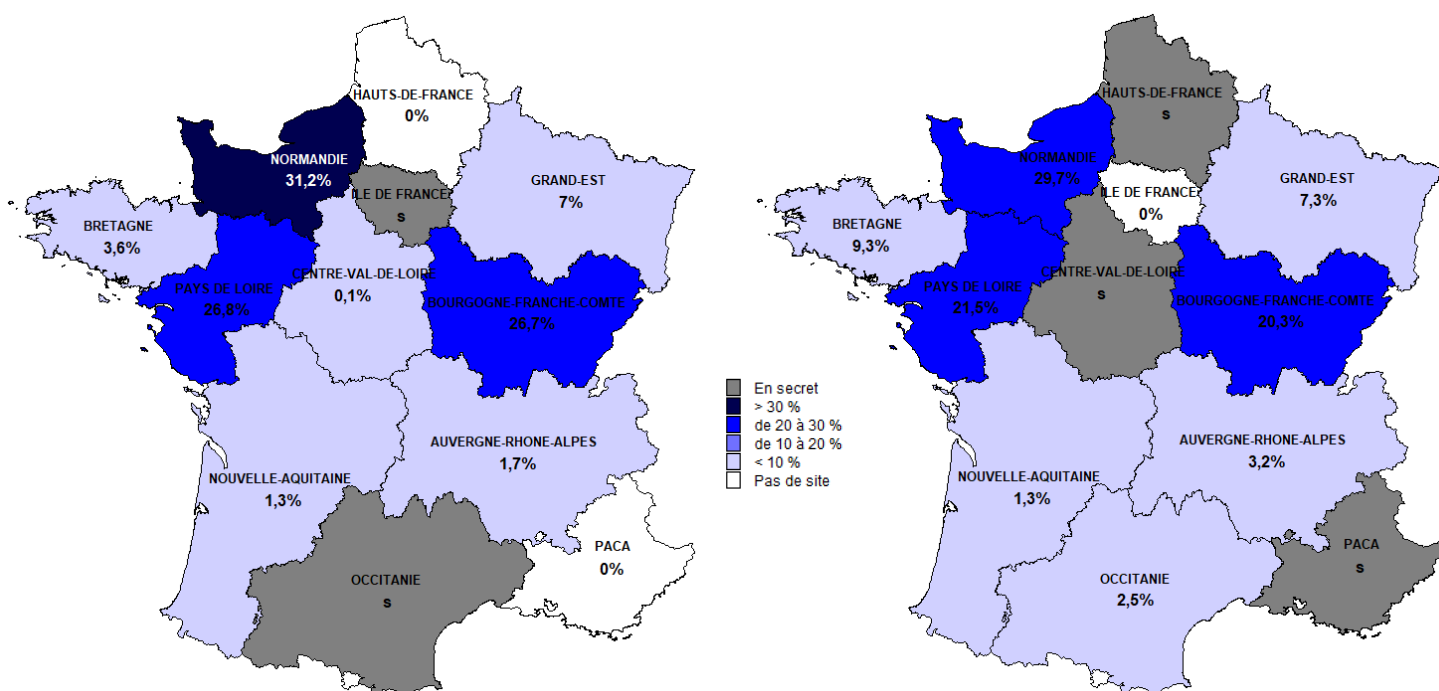 HAUTS-DE-FRANCE
0%
NORMANDIE
31,2%
ILE DE FRANCE
s
GRAND-EST
7%
BRETAGNE
3,6%
PAYS DE LOIRE
26,8%
CENTRE-VAL-DE-LOIRE
0,1%
BOURGOGNE-FRANCHE-COMTE
26,7%
AUVERGNE-RHONE-ALPES
1,7%
NOUVELLE-AQUITAINE
1,3%
PACA
0%
OCCITANIE
s
En secret
> 30 %
de 20 à 30 %
de 10 à 20 %
< 10 %
Pas de site
HAUTS-DE-FRANCE
s
NORMANDIE
29,7%
ILE DE FRANCE
0%
GRAND-EST
7,3%
BRETAGNE
9,3%
PAYS DE LOIRE
21,5%
CENTRE-VAL-DE-LOIRE
s
BOURGOGNE-FRANCHE-COMTE
20,3%
AUVERGNE-RHONE-ALPES
3,2%
NOUVELLE-AQUITAINE
1,3%
PACA
s
OCCITANIE
2,5%